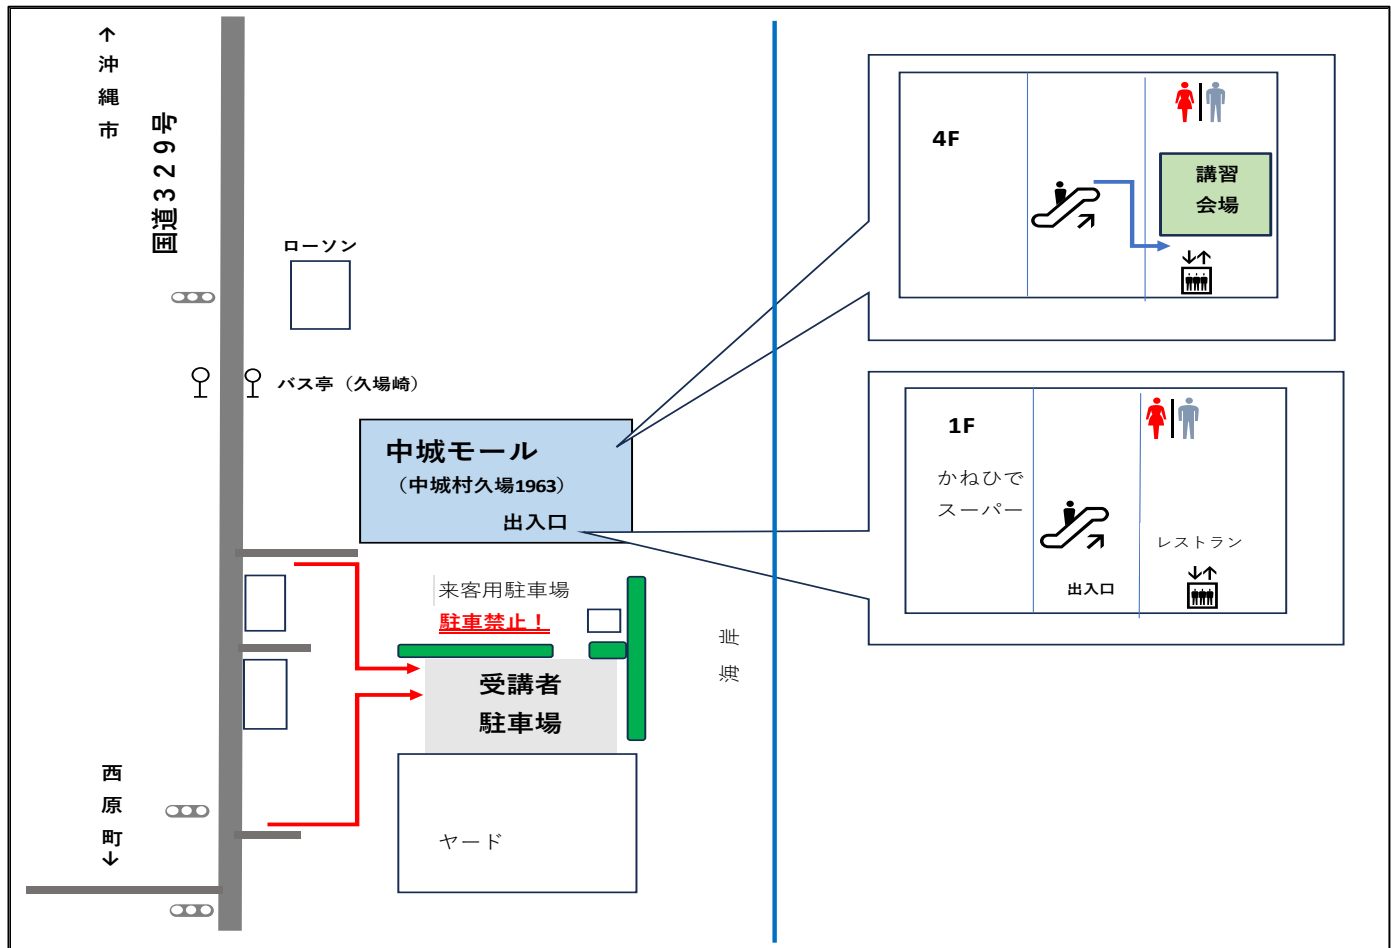 ↑沖縄市
国道３２９号
ローソン
バス亭（久場崎）
中城モール
（中城村久場1963）
出入口
来客用駐車場
駐車禁止！
受講者
駐車場
ヤード
西原町↓
海岸
4F
講習
会場
1F
かねひで
スーパー
出入口
レストラン